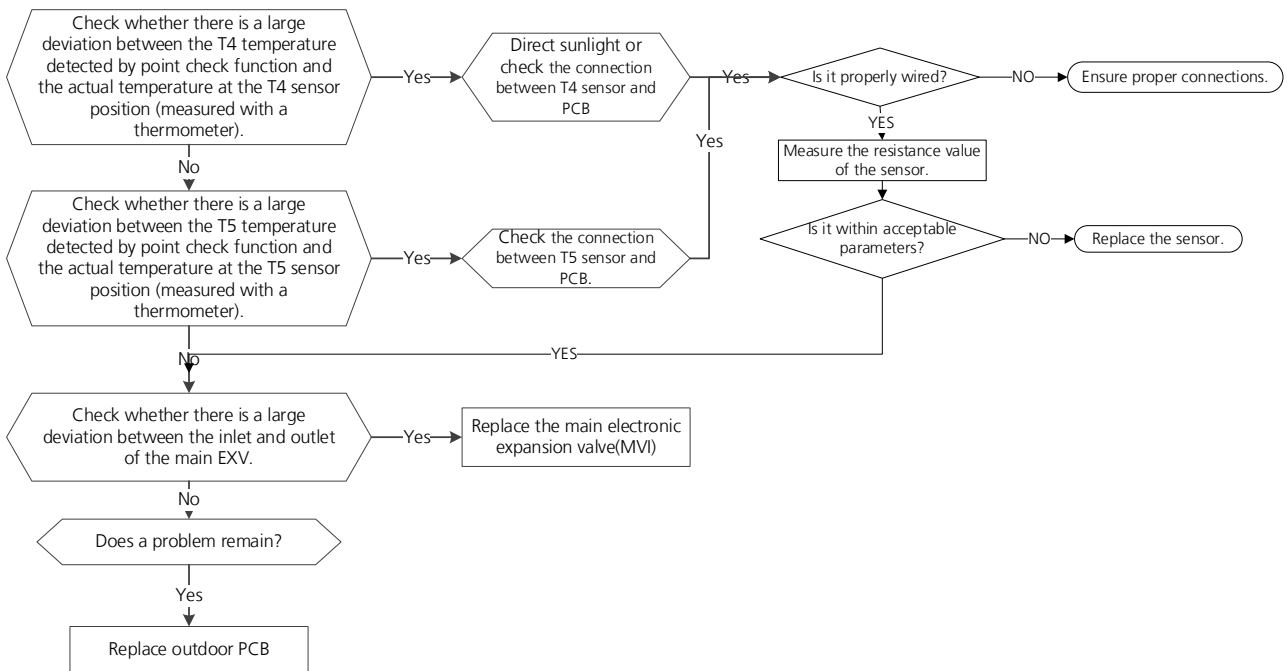 Check whether there is a large
deviation between the T4 temperature
detected by point check function and
the actual temperature at the T4 sensor
position (measured with a
thermometer).
Yes
Direct sunlight or
check the connection
between T4 sensor and
PCB
Yes
Is it properly wired?
NO
Ensure proper connections.
YES
Measure the resistance value
of the sensor.
Is it within acceptable
parameters?
NO
Replace the sensor.
No
Check whether there is a large
deviation between the T5 temperature
detected by point check function and
the actual temperature at the T5 sensor
position (measured with a
thermometer).
Yes
Check the connection
between T5 sensor and
PCB.
Yes
No
YES
Check whether there is a large
deviation between the inlet and outlet
of the main EXV.
Yes
Replace the main electronic
expansion valve(MVI)
No
Does a problem remain?
Yes
Replace outdoor PCB